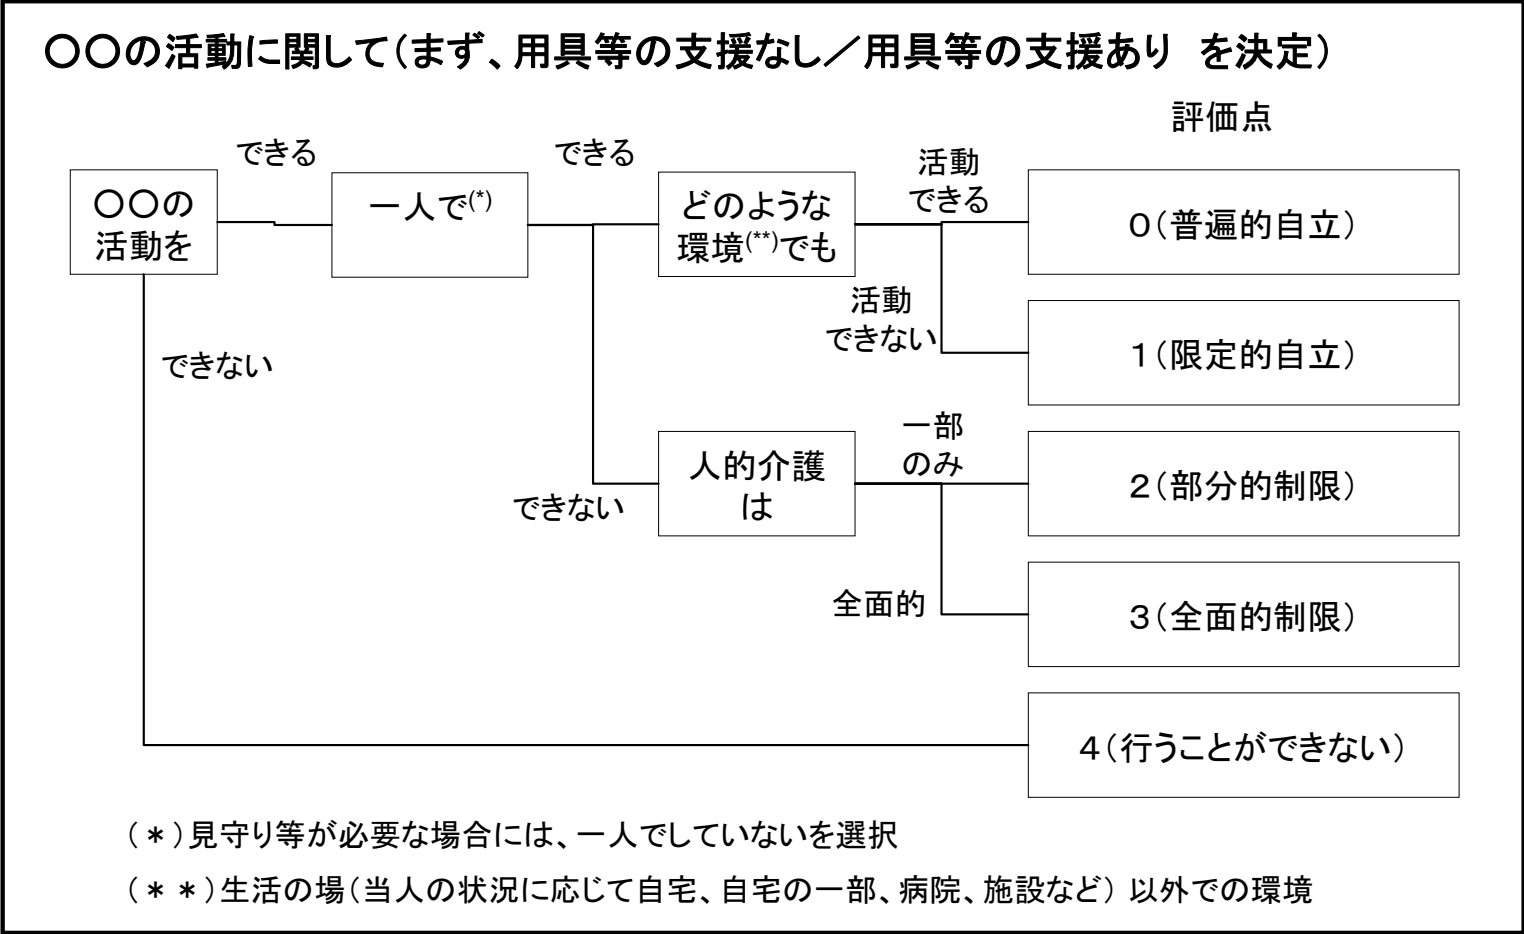 〇〇の活動に関して（まず、用具等の支援なし／用具等の支援あり　を決定）
評価点
できる
できる
活動
できる
〇〇の
活動を
一人で(*)
どのような
環境(**)でも
０（普遍的自立）
活動
できない
１（限定的自立）
できない
一部
のみ
人的介護
は
２（部分的制限）
できない
全面的
３（全面的制限）
４（行うことができない）
（＊）見守り等が必要な場合には、一人でしていないを選択
（＊＊）生活の場（当人の状況に応じて自宅、自宅の一部、病院、施設など）以外での環境